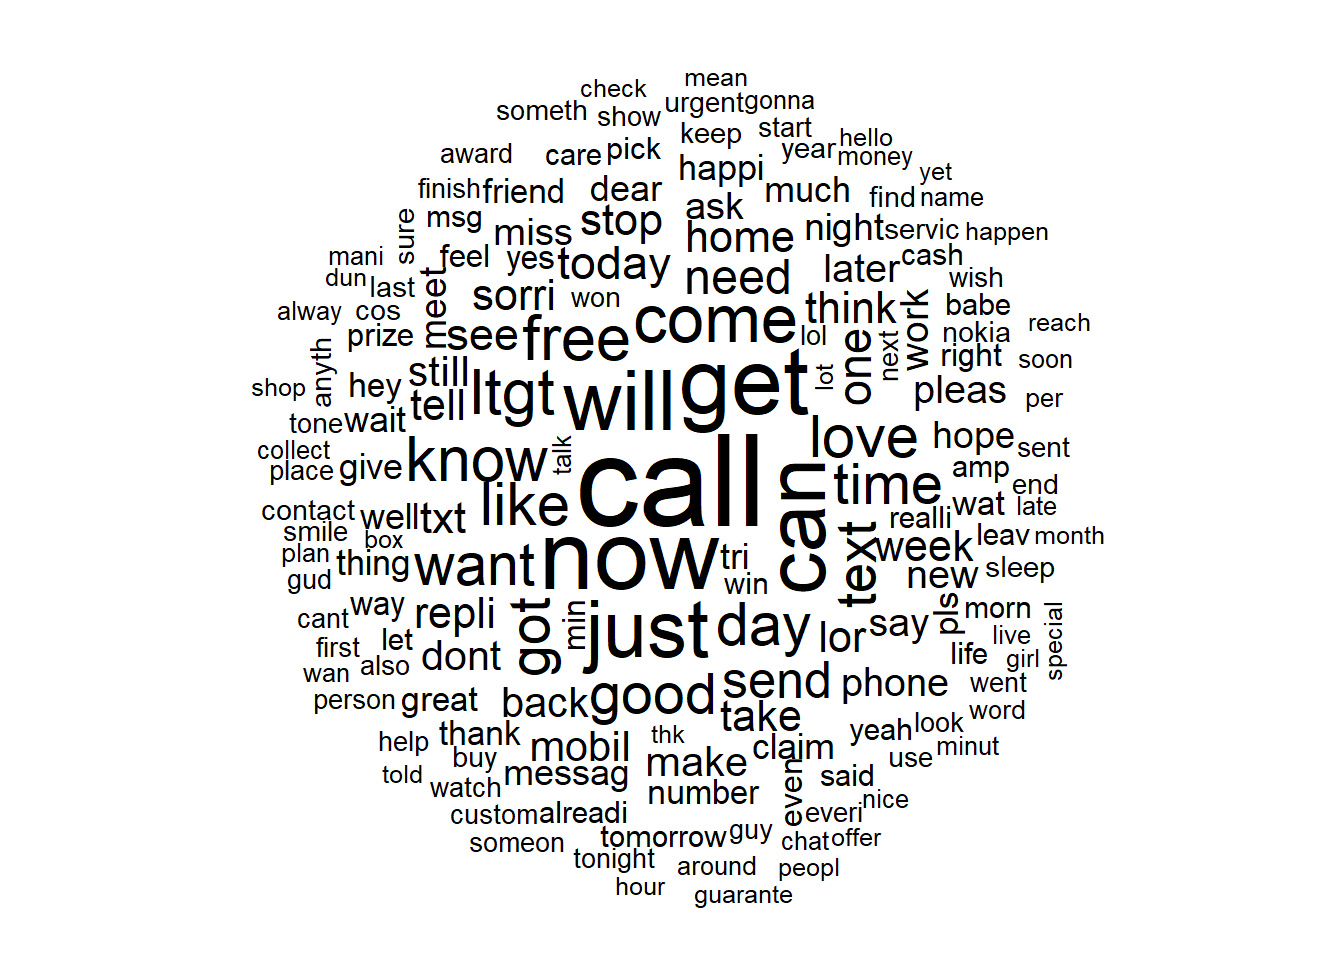 mean
check
urgent gonna
someth show
keep start
hello
award care pick year money
happi yet
finish friend dear much find name
sure msg ask
miss stop night servic happen
home
mani feel yes today later cash
dun last meet need wish
sorri won babe
alway cos come think work reach
prize see free lol nokia
one next right soon
anyth still get
shop hey ltgt will lot pleas per
tell
tone wait love hope sent
collect know talk
place give call can amp end
time
contact like wat late
smile well txt realli
box text leav month
plan now week
thing want tri sleep
gud win new
way morn
cant repli got min just day pls
lor say live special
first let girl
wan also dont life
send phone went
person great back good
take word
thank thk yeah look
help mobil claim minut
buy make use
told messag even said
watch number nice
custom alreadi everi
tomorrow guy
someon chat offer
tonight around peopl
hour guarante